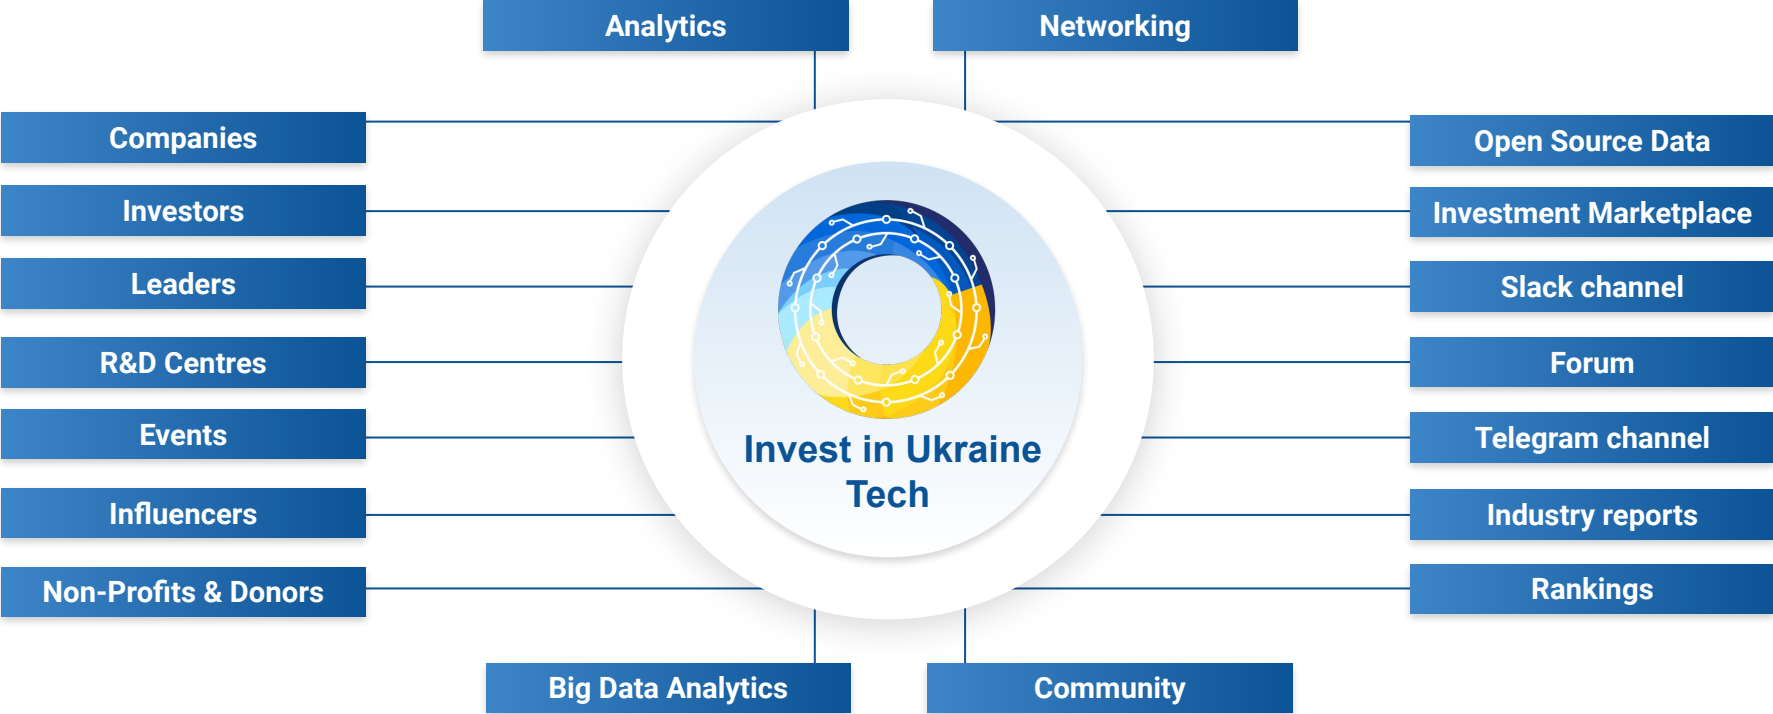 Analytics
Networking
Companies
Investors
Leaders
R&D Centres
Events
Influencers
Non-Profits & Donors
Invest in Ukraine
Tech
Open Source Data
Investment Marketplace
Slack channel
Forum
Telegram channel
Industry reports
Rankings
Big Data Analytics
Community